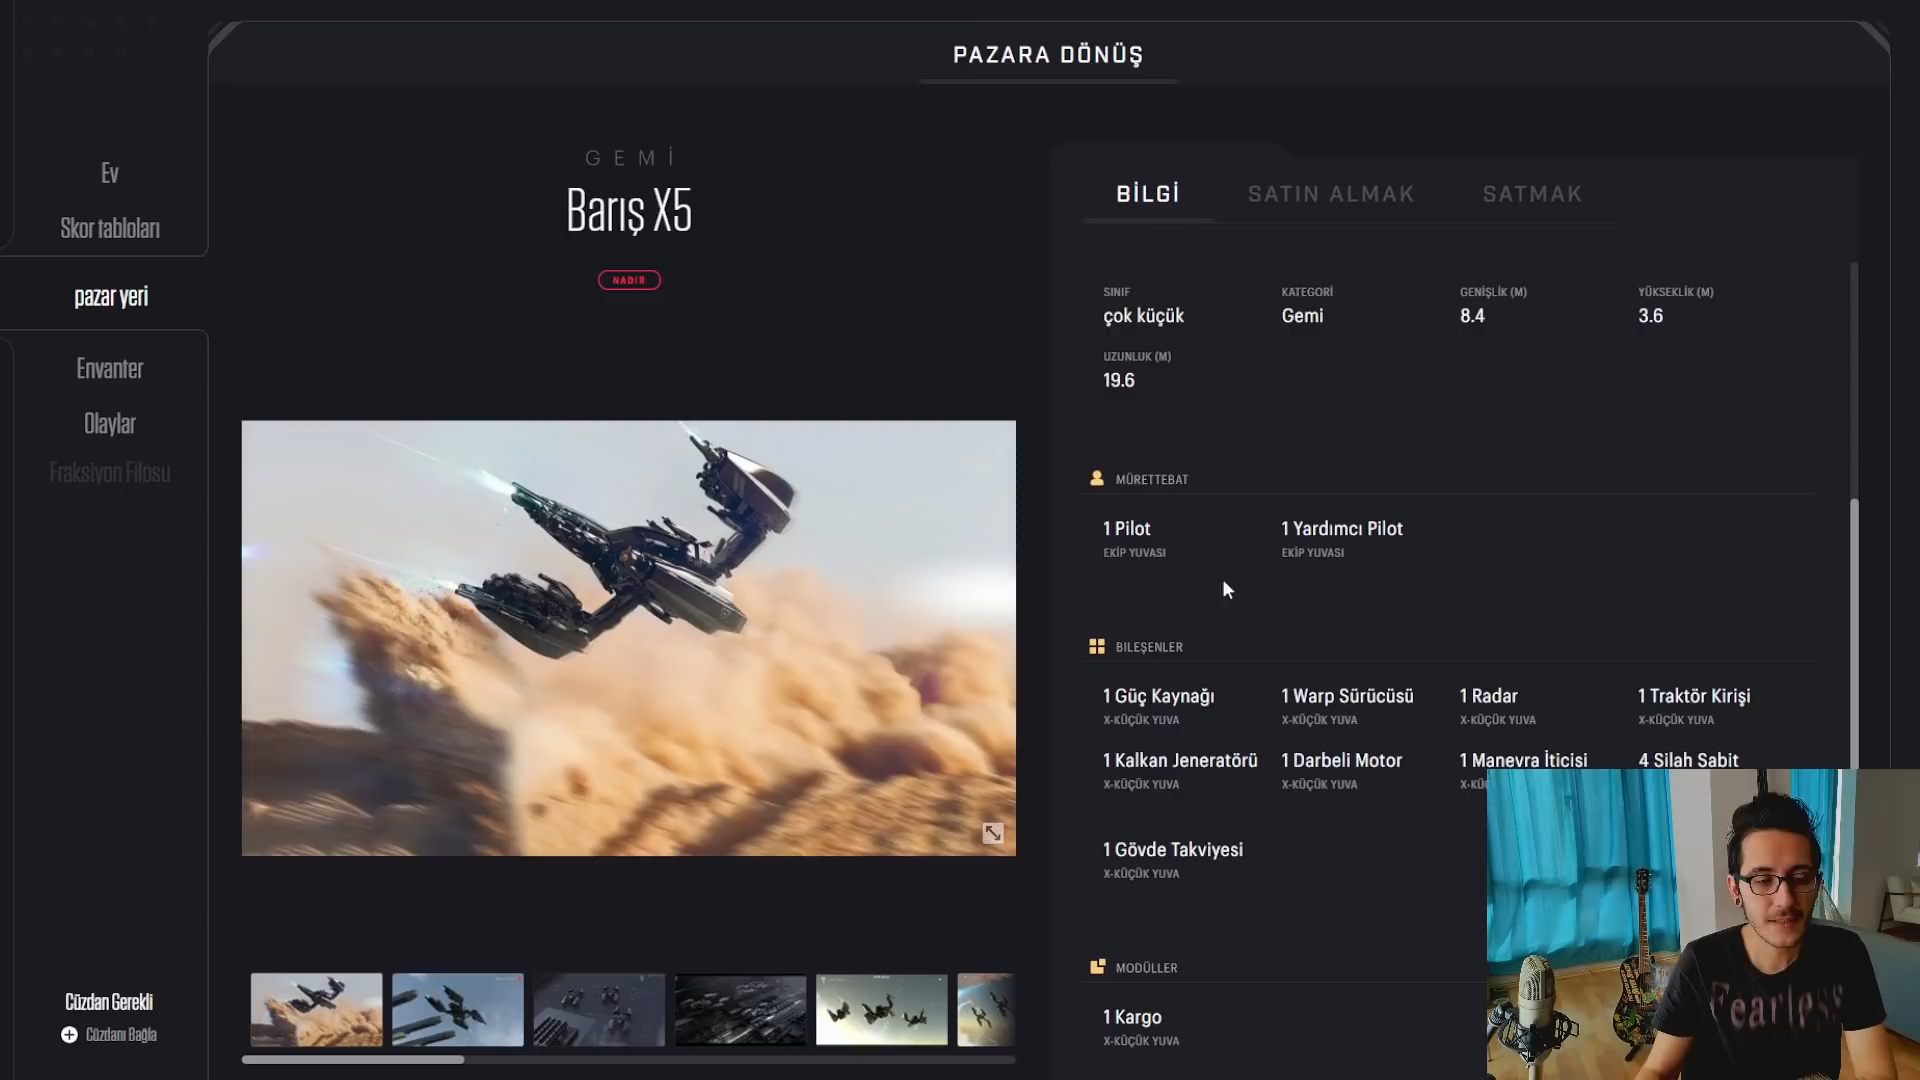 PAZARA DÖNÜŞ
Ev
Skor tabloları
pazar yeri
Envanter
Olaylar
Fraksiyon Filosu
Cüzdan Gerekli
Cüzdanı Bağla
GEMİ
Barış X5
NADIR
BİLGİ SATIN ALMAK SATMAK
SINIF KATEGORİ GENİŞLİK (M) YÜKSEKLİK (M)
çok küçük Gemi 8.4 3.6
UZUNLUK (M)
19.6
MÜRETTEBAT
1 Pilot 1 Yardımcı Pilot
EKİP YUVASI EKİP YUVASI
BILEŞENLER
1 Güç Kaynağı 1 Warp Sürücüsü 1 Radar 1 Traktör Kirişi
X-KÜÇÜK YUVA X-KÜÇÜK YUVA X-KÜÇÜK YUVA X-KÜÇÜK YUVA
1 Kalkan Jeneratörü 1 Darbeli Motor 1 Manevra İticisi 4 Silah Sabit
X-KÜÇÜK YUVA X-KÜÇÜK YUVA
1 Gövde Takviyesi
X-KÜÇÜK YUVA
MODÜLLER
1 Kargo
X-KÜÇÜK YUVA
Fearless